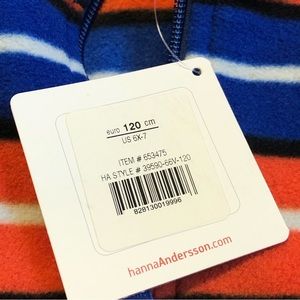 euro 120 cm
US 6X-7
ITEM # 653475
HA STYLE # 39590-66V-120
828130019996
hannaAndersson.com